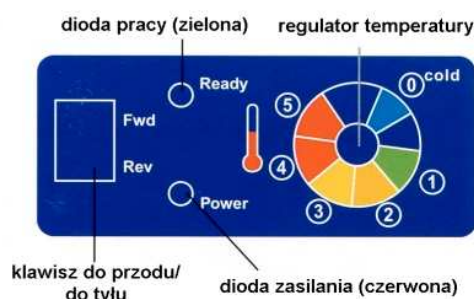 dioda pracy (zielona)
regulator temperatury
Ready
0 cold
5
Fwd
Rev
4
1
Power
3
2
klawisz do przodu/
do tyłu
dioda zasilania (czerwona)